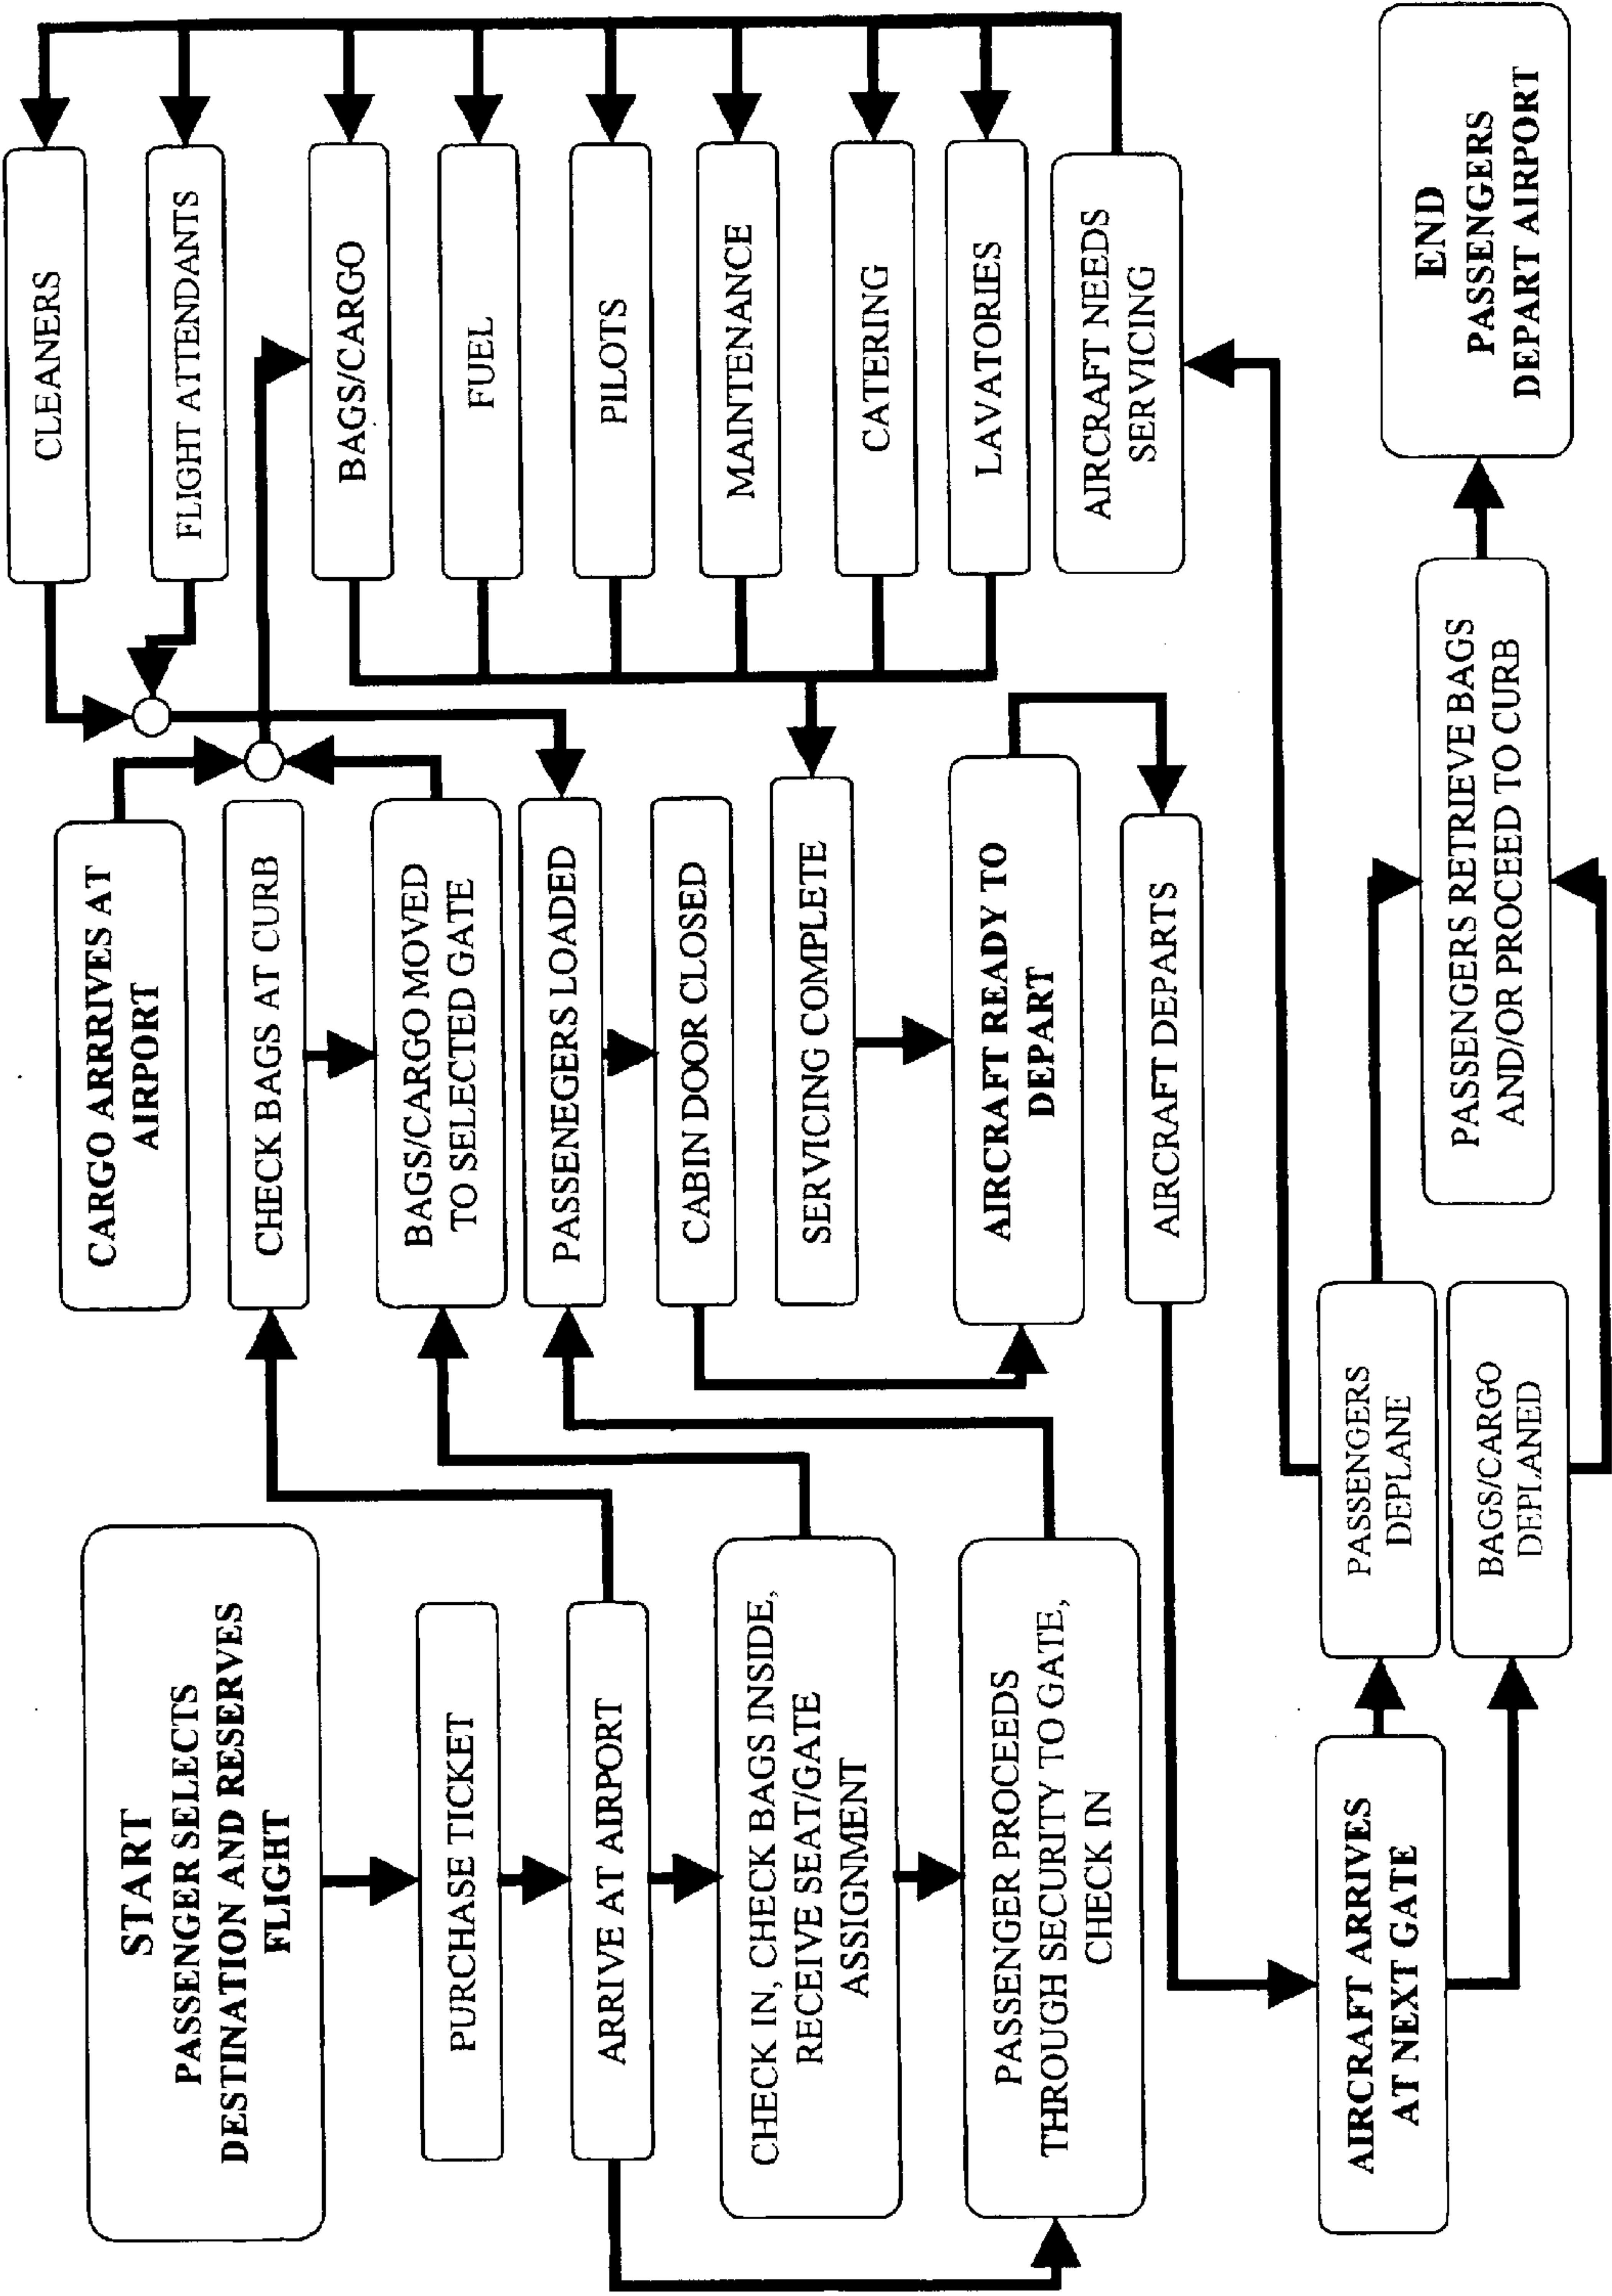 START
PASSENGER SELECTS
DESTINATION AND RESERVES
FLIGHT
PURCHASE TICKET
ARRIVE AT AIRPORT
CHECK IN, CHECK BAGS INSIDE,
RECEIVE SEAT/GATE
ASSIGNMENT
PASSENGER PROCEEDS
THROUGH SECURITY TO GATE,
CHECK IN
CARGO ARRIVES AT
AIRPORT
CHECK BAGS AT CURB
BAGS/CARGO MOVED
TO SELECTED GATE
PASSENEGERS LOADED
CABIN DOOR CLOSED
SERVICING COMPLETE
AIRCRAFT READY TO
DEPART
AIRCRAFT DEPARTS
CLEANERS
FLIGHT ATTENDANTS
BAGS/CARGO
FUEL
PILOTS
MAINTENANCE
CATERING
LAVATORIES
AIRCRAFT NEEDS
SERVICING
AIRCRAFT ARRIVES
AT NEXT GATE
PASSENGERS
DEPLANE
BAGS/CARGO
DEPLANED
PASSENGERS RETRIEVE BAGS
AND/OR PROCEED TO CURB
END
PASSENGERS
DEPART AIRPORT